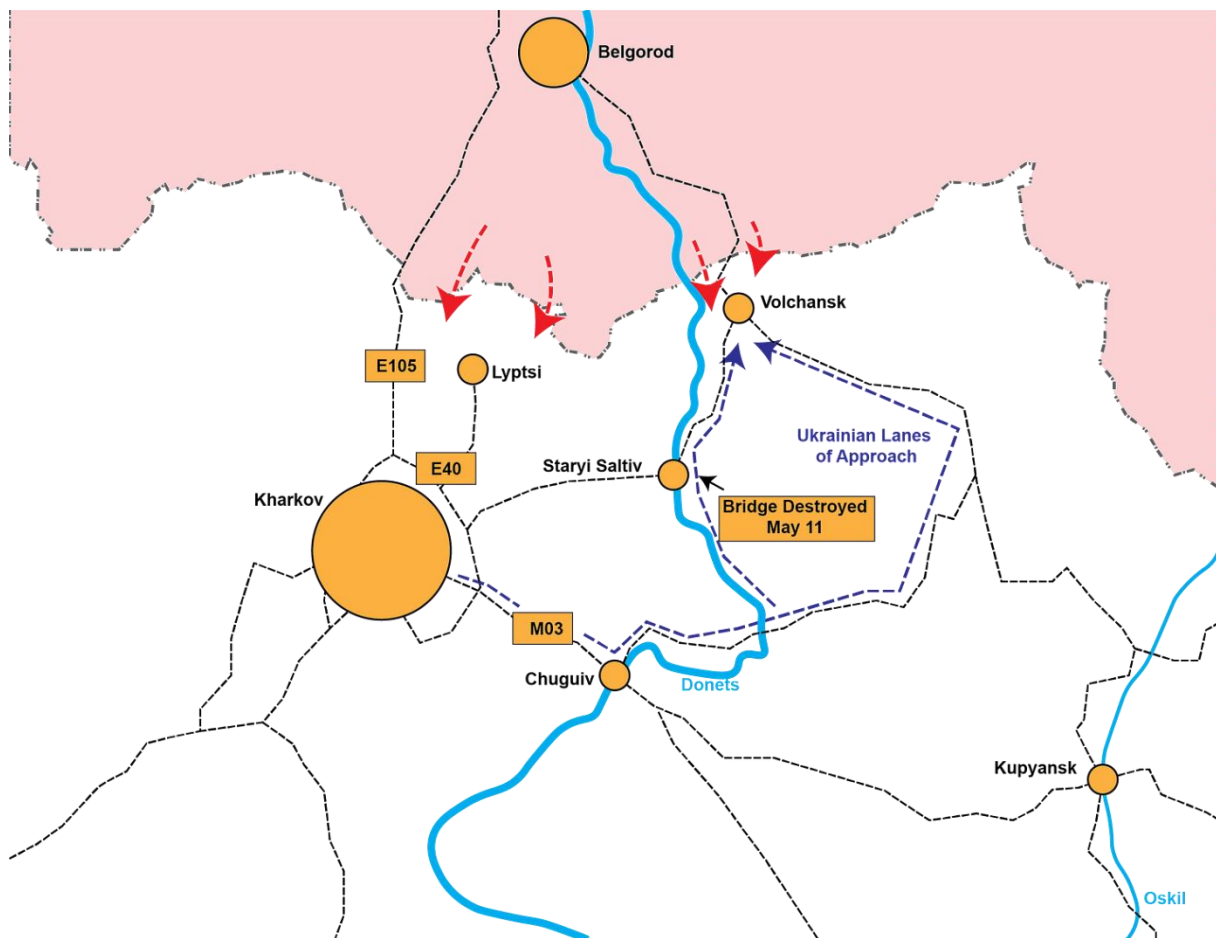 Belgorod
Volchansk
E105
Lyptsi
Ukrainian Lanes
of Approach
E40
Staryi Saltiv
Kharkov
Bridge Destroyed
May 11
M03
Chuguiv
Donets
Kupyansk
Oskil